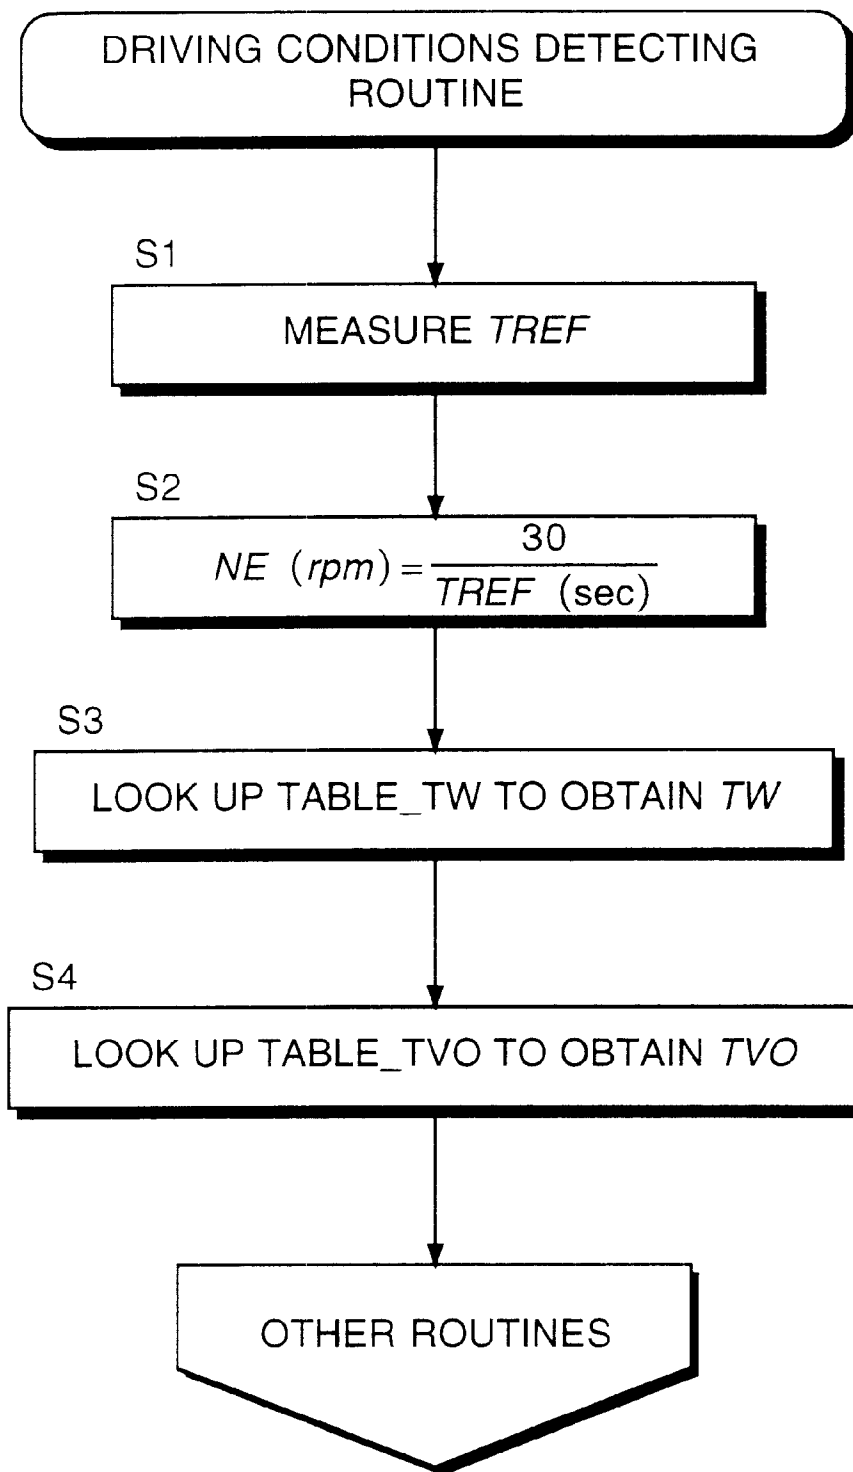 DRIVING CONDITIONS DETECTING
ROUTINE
S1
MEASURE TREF
S2
NE (rpm) = 30 / TREF (sec)
S3
LOOK UP TABLE_TW TO OBTAIN TW
S4
LOOK UP TABLE_TVO TO OBTAIN TVO
OTHER ROUTINES